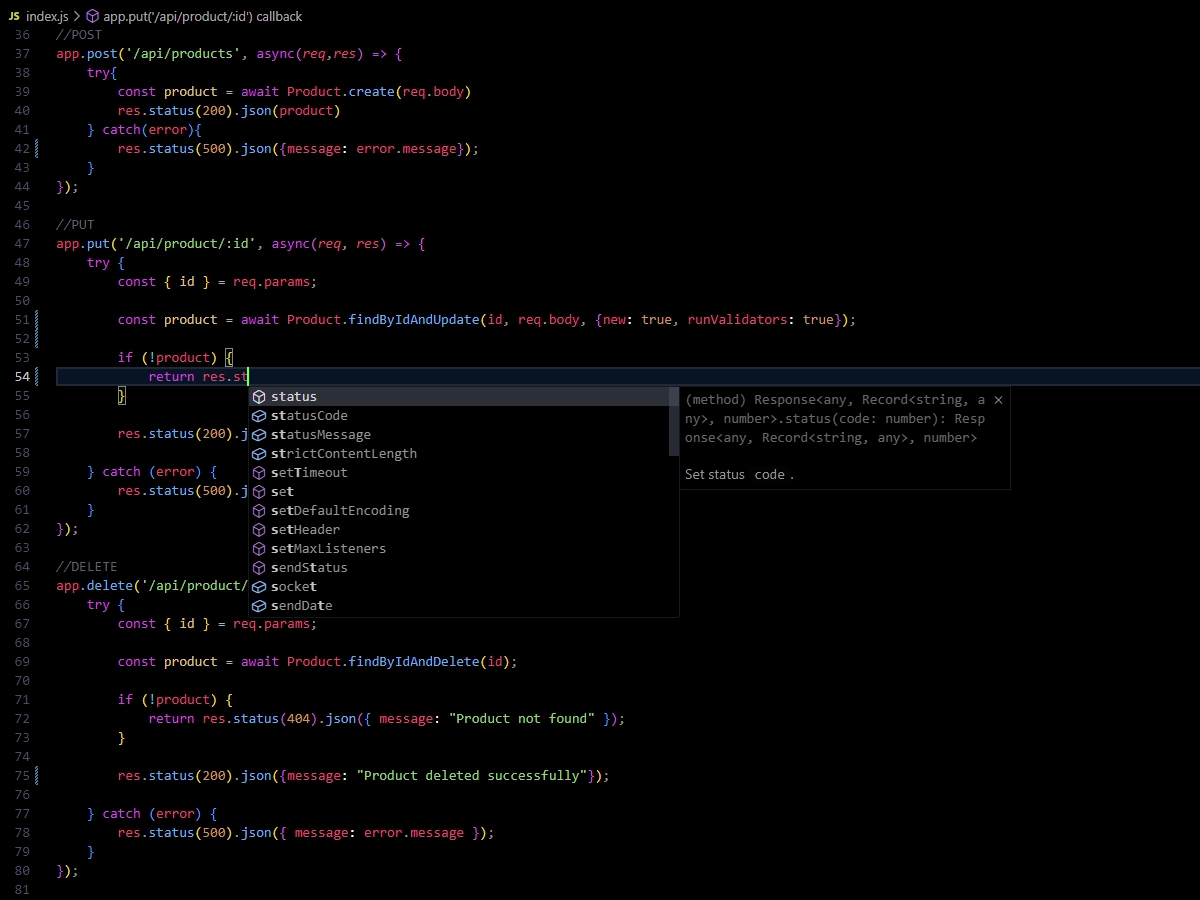 JS index.js > app.put('/api/product/:id') callback
36 //POST
37 app.post('/api/products', async(req,res) => {
38 try{
39 const product = await Product.create(req.body)
40 res.status(200).json(product)
41 } catch(error){
42 res.status(500).json({message: error.message});
43 }
44 });
45
46 //PUT
47 app.put('/api/product/:id', async(req, res) => {
48 try {
49 const { id } = req.params;
50
51 const product = await Product.findByIdAndUpdate(id, req.body, {new: true, runValidators: true});
52
53 if (!product) {
54 return res.st
55 }
56
57 res.status(200).j
58
59 } catch (error) {
60 res.status(500).j
61 }
62 });
63
64 //DELETE
65 app.delete('/api/product/
66 try {
67 const { id } = req.params;
68
69 const product = await Product.findByIdAndDelete(id);
70
71 if (!product) {
72 return res.status(404).json({ message: "Product not found" });
73 }
74
75 res.status(200).json({message: "Product deleted successfully"});
76
77 } catch (error) {
78 res.status(500).json({ message: error.message });
79 }
80 });
81
status
statusCode
statusMessage
strictContentLength
setTimeout
set
setDefaultEncoding
setHeader
setMaxListeners
sendStatus
socket
sendDate
(method) Response<any, Record<string, a
ny>, number>.status(code: number): Resp
onse<any, Record<string, any>, number>
Set status code .